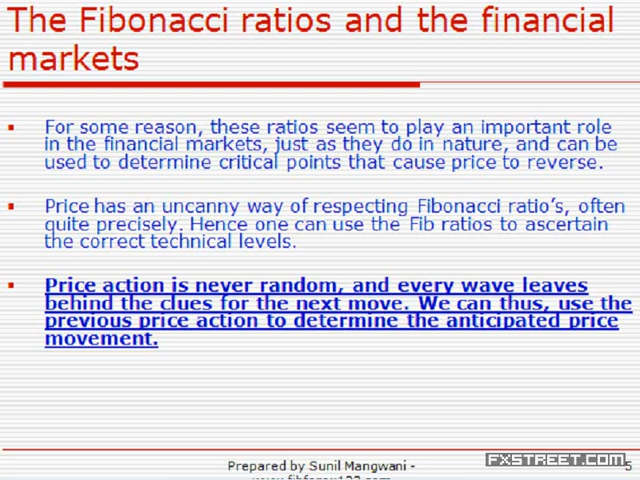 The Fibonacci ratios and the financial
markets
For some reason, these ratios seem to play an important role
in the financial markets, just as they do in nature, and can be
used to determine critical points that cause price to reverse.
Price has an uncanny way of respecting Fibonacci ratio's, often
quite precisely. Hence one can use the Fib ratios to ascertain
the correct technical levels.
Price action is never random, and every wave leaves
behind the clues for the next move. We can thus, use the
previous price action to determine the anticipated price
movement.
Prepared by Sunil Mangwani -
FXSTREET.COM
5